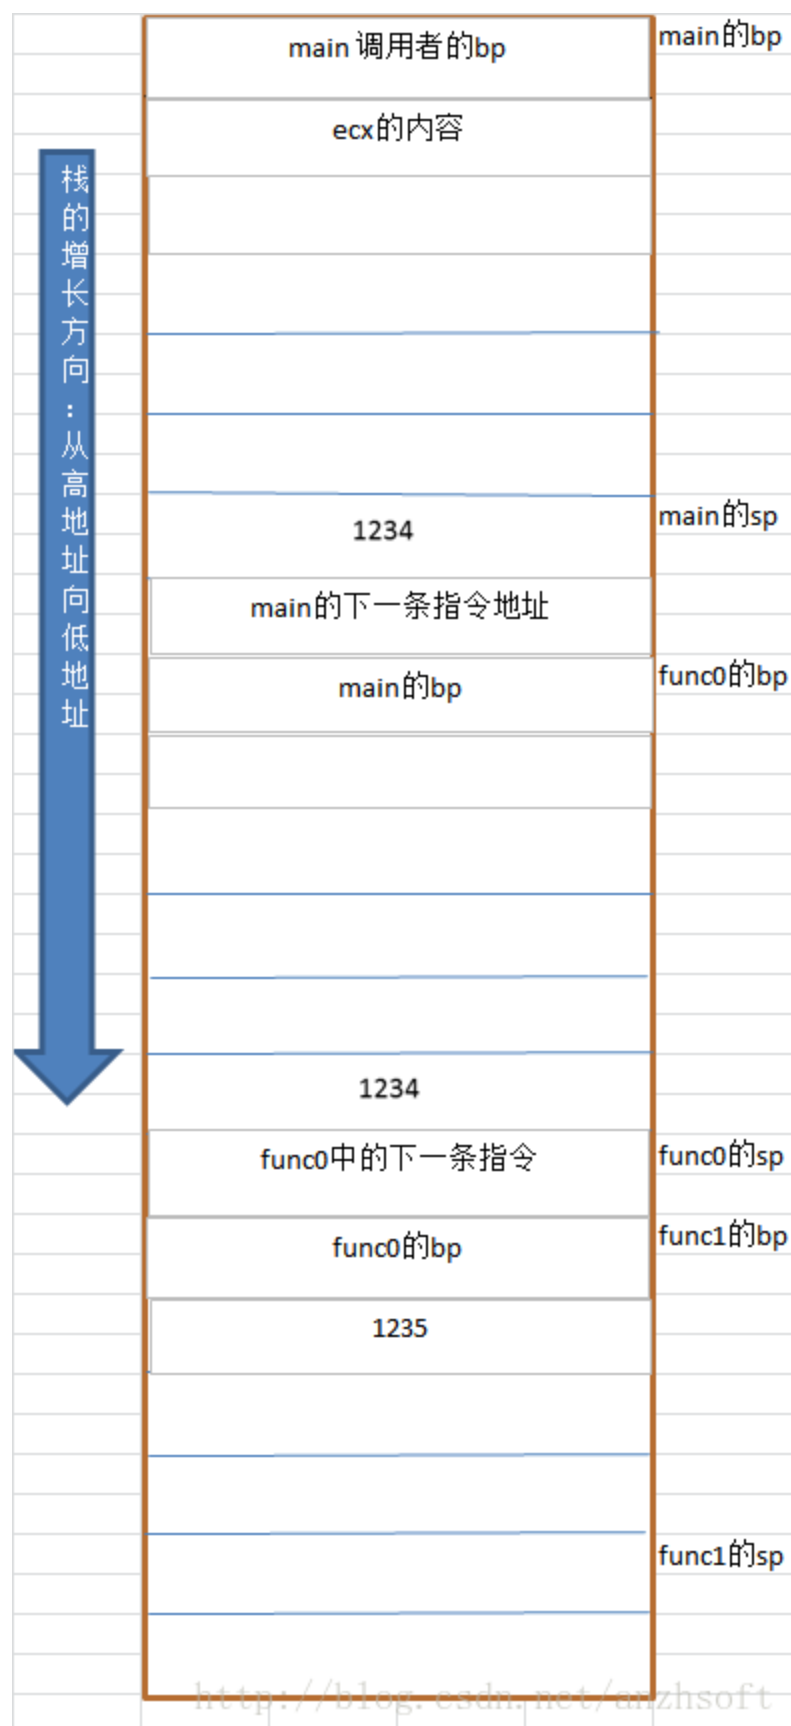 main 调用者的bp
main的bp
ecx的内容
栈的增长方向：从高地址向低地址
1234
main的sp
main的下一条指令地址
main的bp
func0的bp
1234
func0中的下一条指令
func0的sp
func0的bp
func1的bp
1235
func1的sp
http://blog.csdn.net/anzhsoft